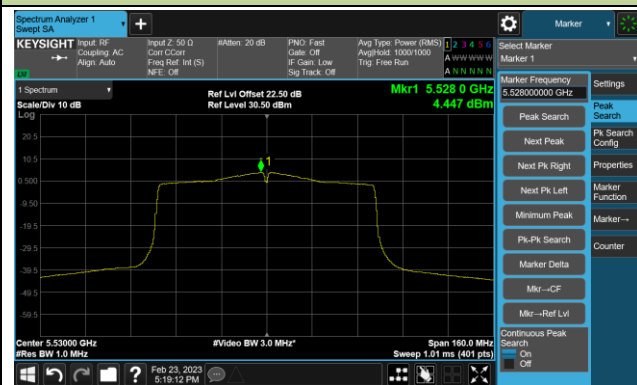 Spectrum Analyzer 1
Swept SA
Marker
KEYSIGHT
Input: RF
Coupling: AC
Align: Auto
Input Z: 50 Ω
Corr CCorr
Freq Ref: Int (S)
NFE: Off
#Atten: 20 dB
PNO: Fast
Gate: Off
IF Gain: Low
Sig Track: Off
Avg Type: Power (RMS)
Avg|Hold: 1000/1000
Trig: Free Run
1 2 3 4 5 6
A W W W W W
A N N N N N
Select Marker
Marker 1
1 Spectrum
Scale/Div 10 dB
Log
Ref Lvl Offset 22.50 dB
Ref Level 30.50 dBm
Mkr1 5.528 0 GHz
4.447 dBm
20.5
10.5
0.500
-9.50
-19.5
-29.5
-39.5
-49.5
-59.5
1
Center 5.53000 GHz
#Res BW 1.0 MHz
#Video BW 3.0 MHz*
Span 160.0 MHz
Sweep 1.01 ms (401 pts)
Marker Frequency
5.528000000 GHz
Peak Search
Next Peak
Next Pk Right
Next Pk Left
Minimum Peak
Pk-Pk Search
Marker Delta
Mkr→CF
Mkr→Ref Lvl
Continuous Peak
Search
On
Off
Settings
Peak
Search
Pk Search
Config
Properties
Marker
Function
Marker→
Counter
Feb 23, 2023
5:19:12 PM